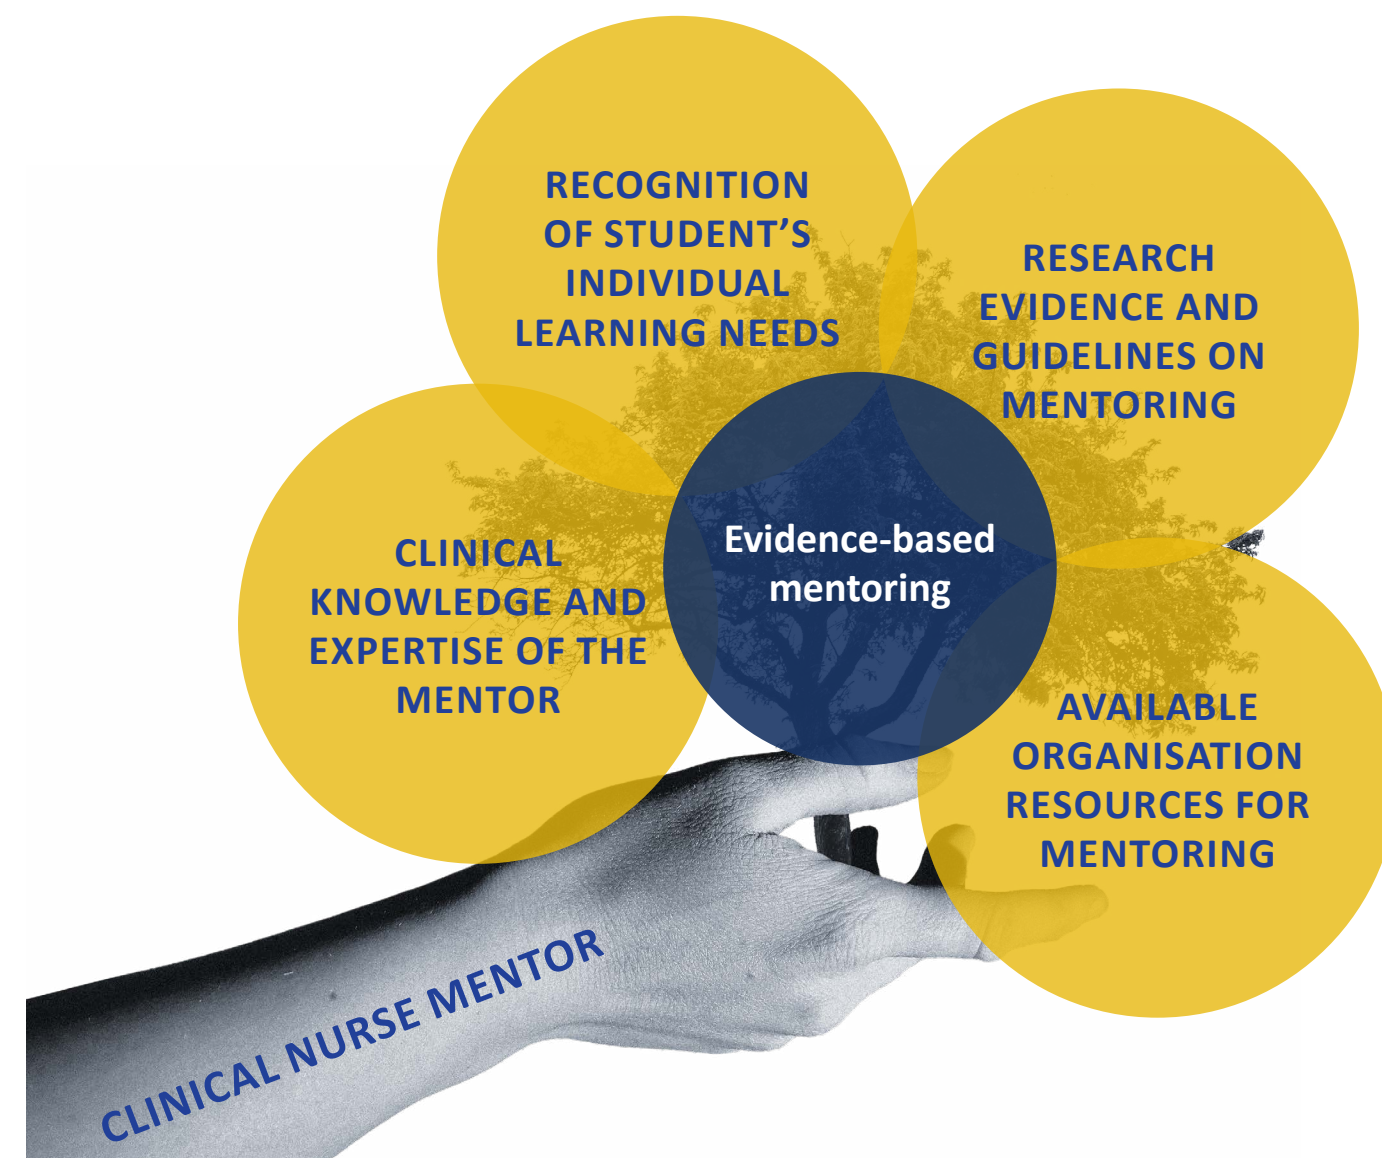 RECOGNITION
OF STUDENT’S
INDIVIDUAL
LEARNING NEEDS
RESEARCH
EVIDENCE AND
GUIDELINES ON
MENTORING
CLINICAL
KNOWLEDGE AND
EXPERTISE OF THE
MENTOR
Evidence-based
mentoring
AVAILABLE
ORGANISATION
RESOURCES FOR
MENTORING
CLINICAL NURSE MENTOR